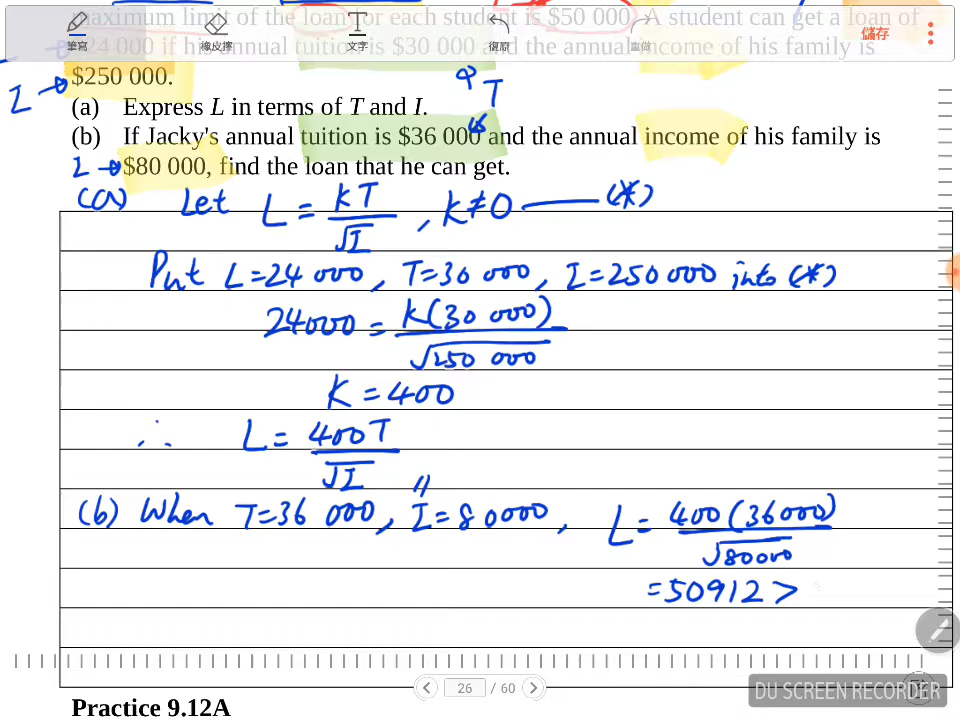 maximum limit of the loan for each student is $50 000. A student can get a loan of
筆寫 橡皮擦 文字 復原 重做 儲存
$24 000 if his annual tuition is $30 000 and the annual income of his family is
I → $250 000.
T
(a) Express L in terms of T and I.
(b) If Jacky's annual tuition is $36 000 and the annual income of his family is
I → $80 000, find the loan that he can get.
(a) Let L = kT/√I , k≠0 —— (*)
Put L=24 000, T=30 000, I=250 000 into (*)
24000 = k(30 000)/√250 000
k = 400
∴ L = 400T/√I
(b) When T=36 000, I=80000, L = 400(36000)/√80000
=50912 >
26 / 60
DU SCREEN RECORDER
Practice 9.12A